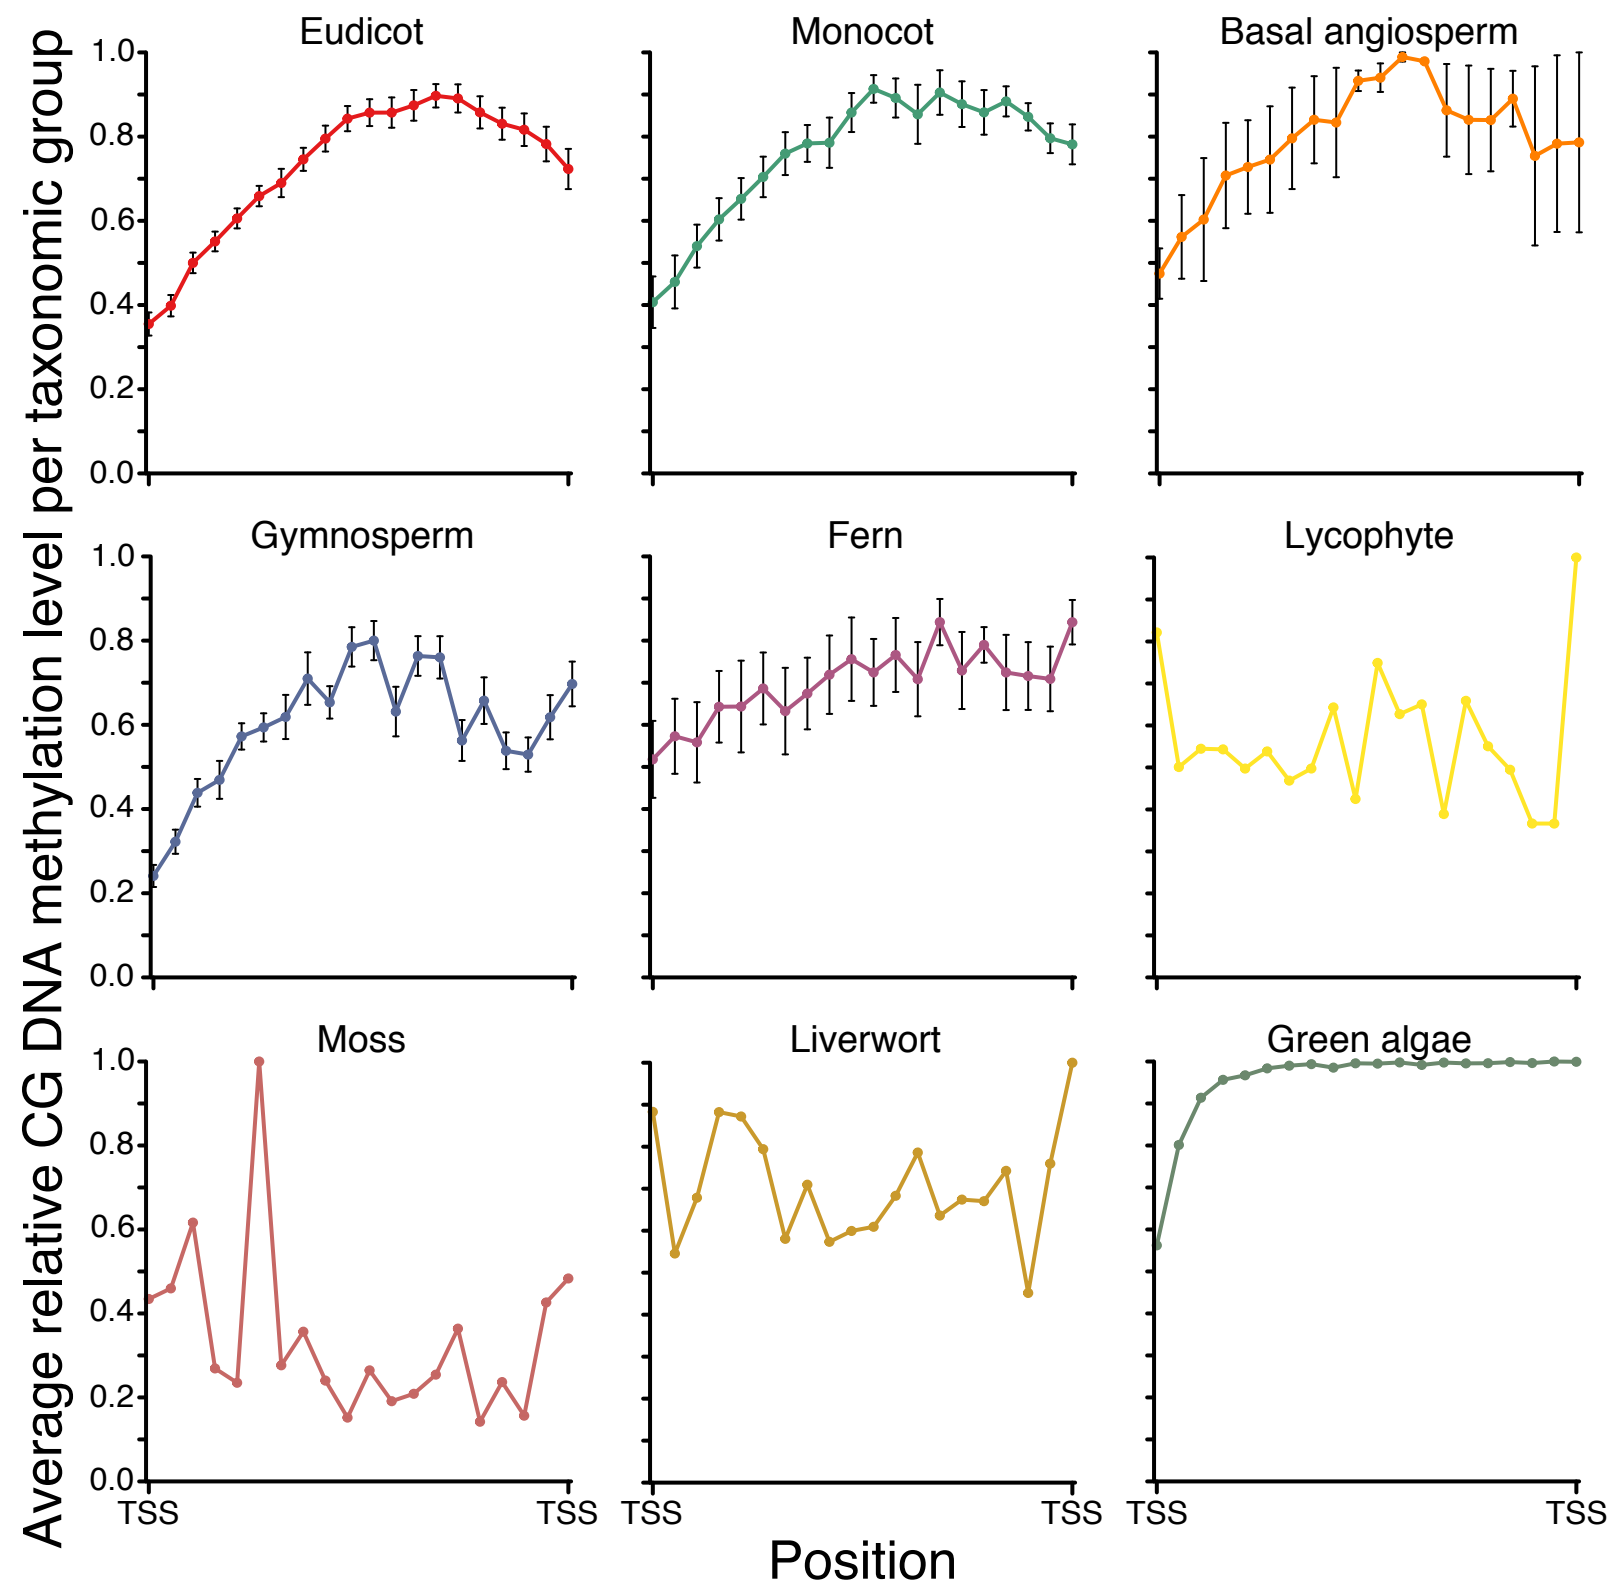 Average relative CG DNA methylation level per taxonomic group
Eudicot
1.0
0.8
0.6
0.4
0.2
0.0
Monocot
Basal angiosperm
Gymnosperm
1.0
0.8
0.6
0.4
0.2
0.0
Fern
Lycophyte
Moss
1.0
0.8
0.6
0.4
0.2
0.0
TSS TSS
Liverwort
TSS TSS
Green algae
TSS TSS
Position